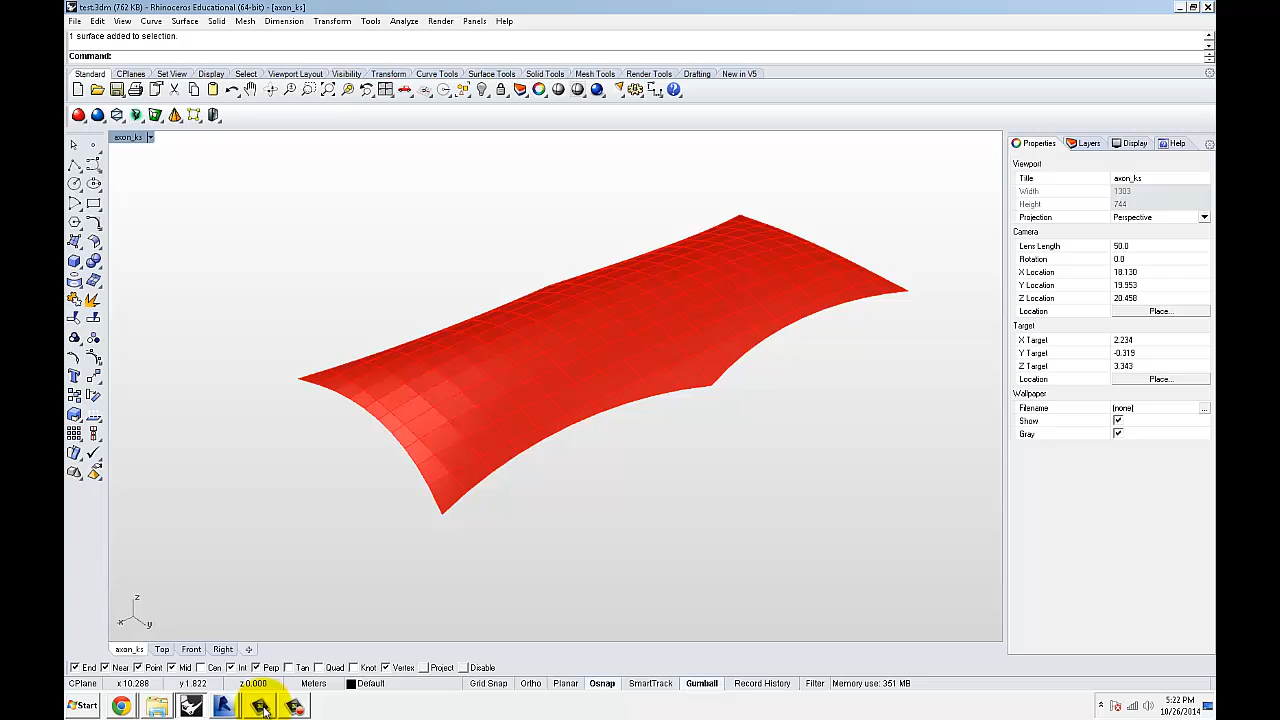 test.3dm (762 KB) - Rhinoceros Educational (64-bit) - [axon_ks]
File Edit View Curve Surface Solid Mesh Dimension Transform Tools Analyze Render Panels Help
1 surface added to selection.
Command:
Standard CPlanes Set View Display Select Viewport Layout Visibility Transform Curve Tools Surface Tools Solid Tools Mesh Tools Render Tools Drafting New in V5
axon_ks
Properties Layers Display Help
Viewport
Title axon_ks
Width 1303
Height 744
Projection Perspective
Camera
Lens Length 50.0
Rotation 0.0
X Location 18.130
Y Location 19.953
Z Location 20.458
Location Place...
Target
X Target 2.234
Y Target -0.319
Z Target 3.343
Location Place...
Wallpaper
Filename (none) ...
Show
Gray
z
x y
axon_ks Top Front Right
End Near Point Mid Cen Int Perp Tan Quad Knot Vertex Project Disable
CPlane x 10.288 y 1.822 z 0.000 Meters Default Grid Snap Ortho Planar Osnap SmartTrack Gumball Record History Filter Memory use: 351 MB
Start
5:22 PM
10/26/2014